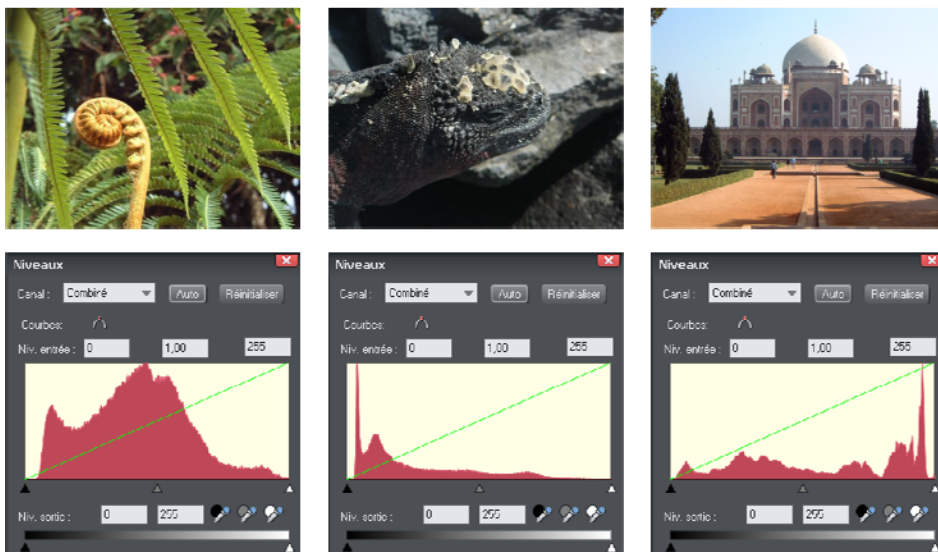 Niveaux
Canal : Combiné Auto Réinitialiser
Courbes:
Niv. entrée : 0 1,00 255
Niv. sortie : 0 255
Niveaux
Canal : Combiné Auto Réinitialiser
Courbes:
Niv. entrée : 0 1,00 255
Niv. sortie : 0 255
Niveaux
Canal : Combiné Auto Réinitialiser
Courbes:
Niv. entrée : 0 1,00 255
Niv. sortie : 0 255